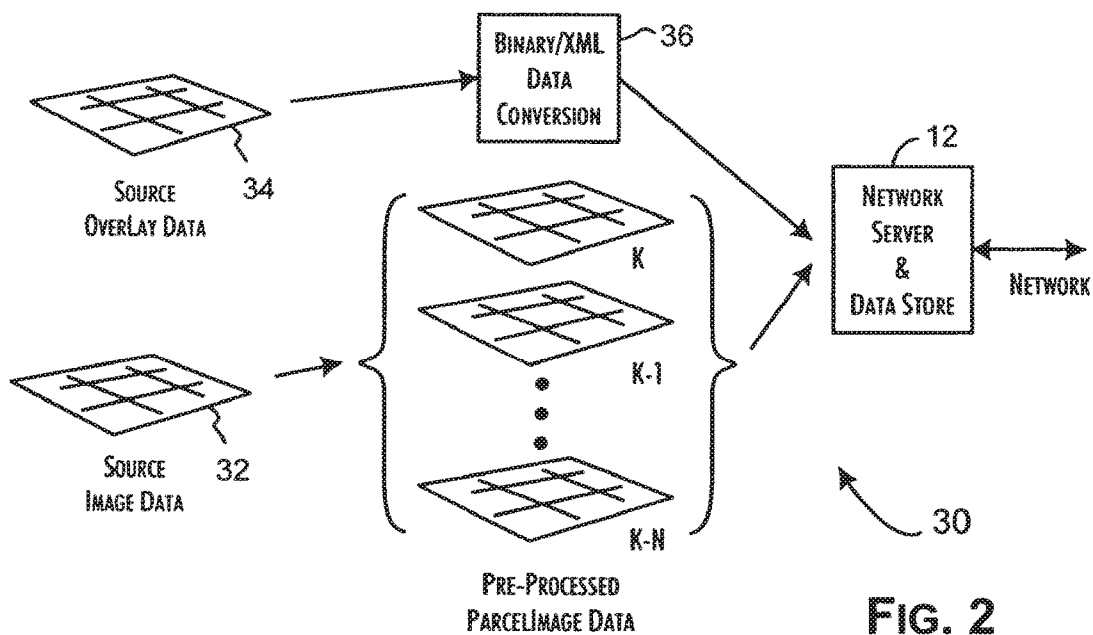 BINARY/XML
DATA
CONVERSION
36
34
SOURCE
OVERLAY DATA
12
NETWORK
SERVER
&
DATA STORE
NETWORK
K
K-1
K-N
32
SOURCE
IMAGE DATA
30
PRE-PROCESSED
PARCELIMAGE DATA
FIG. 2